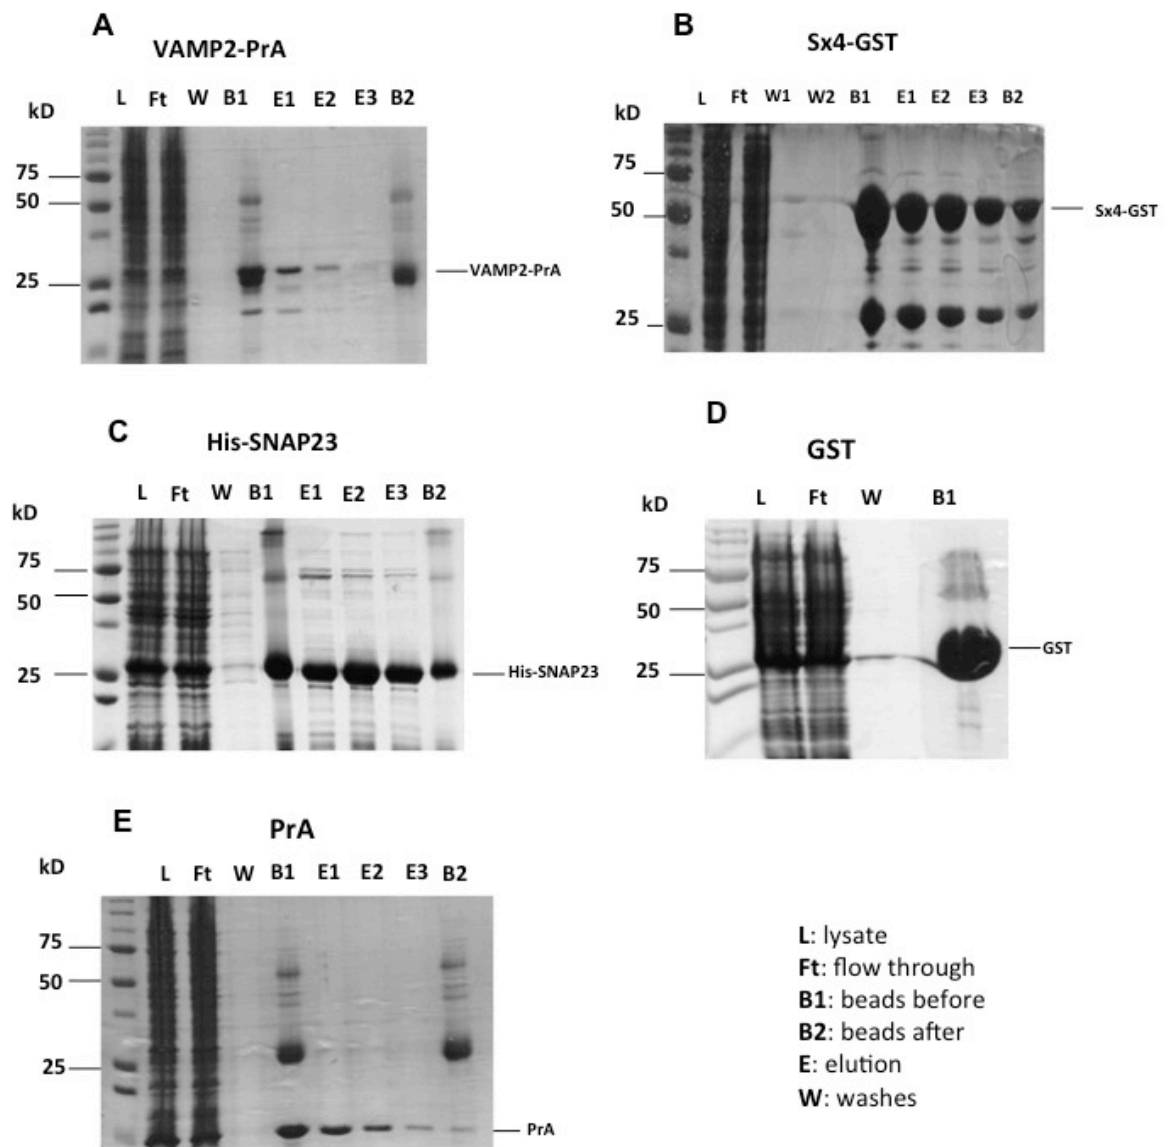 A
VAMP2-PrA
kD L Ft W B1 E1 E2 E3 B2
75
50
25
VAMP2-PrA
B
Sx4-GST
kD L Ft W1 W2 B1 E1 E2 E3 B2
75
50
25
Sx4-GST
C
His-SNAP23
kD L Ft W B1 E1 E2 E3 B2
75
50
25
His-SNAP23
D
GST
kD L Ft W B1
75
50
25
GST
E
PrA
kD L Ft W B1 E1 E2 E3 B2
75
50
25
PrA
L: lysate
Ft: flow through
B1: beads before
B2: beads after
E: elution
W: washes